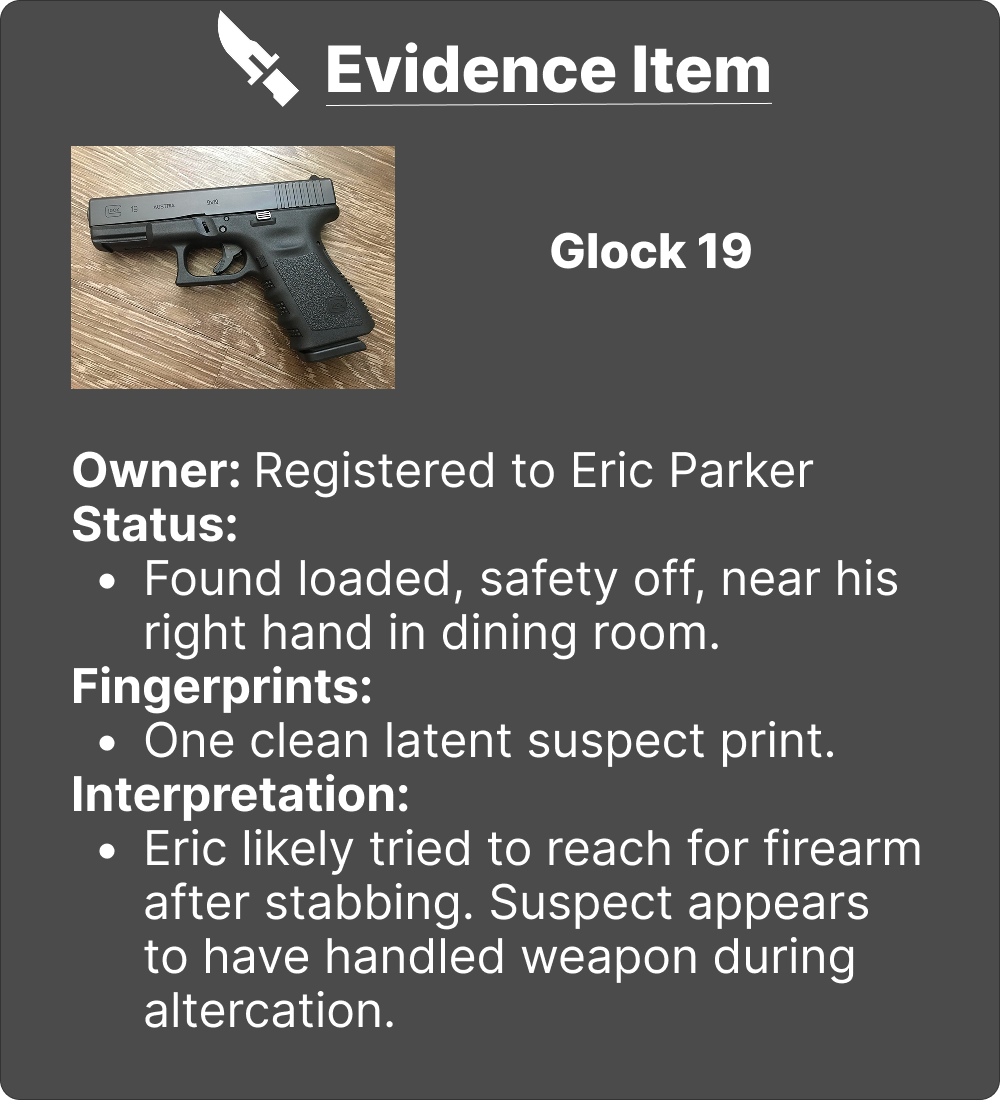 Evidence Item
Glock 19
Owner: Registered to Eric Parker
Status:
• Found loaded, safety off, near his
right hand in dining room.
Fingerprints:
• One clean latent suspect print.
Interpretation:
• Eric likely tried to reach for firearm
after stabbing. Suspect appears
to have handled weapon during
altercation.